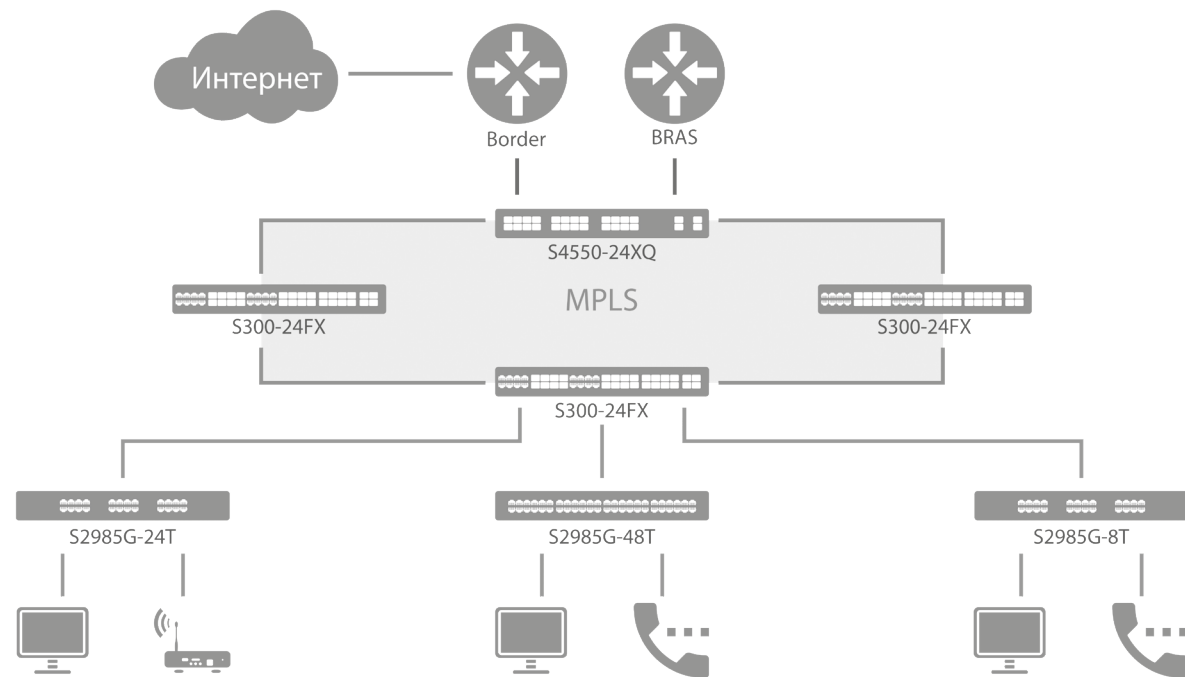 Интернет
Border
BRAS
S4550-24XQ
MPLS
S300-24FX
S300-24FX
S300-24FX
S2985G-24T
S2985G-48T
S2985G-8T